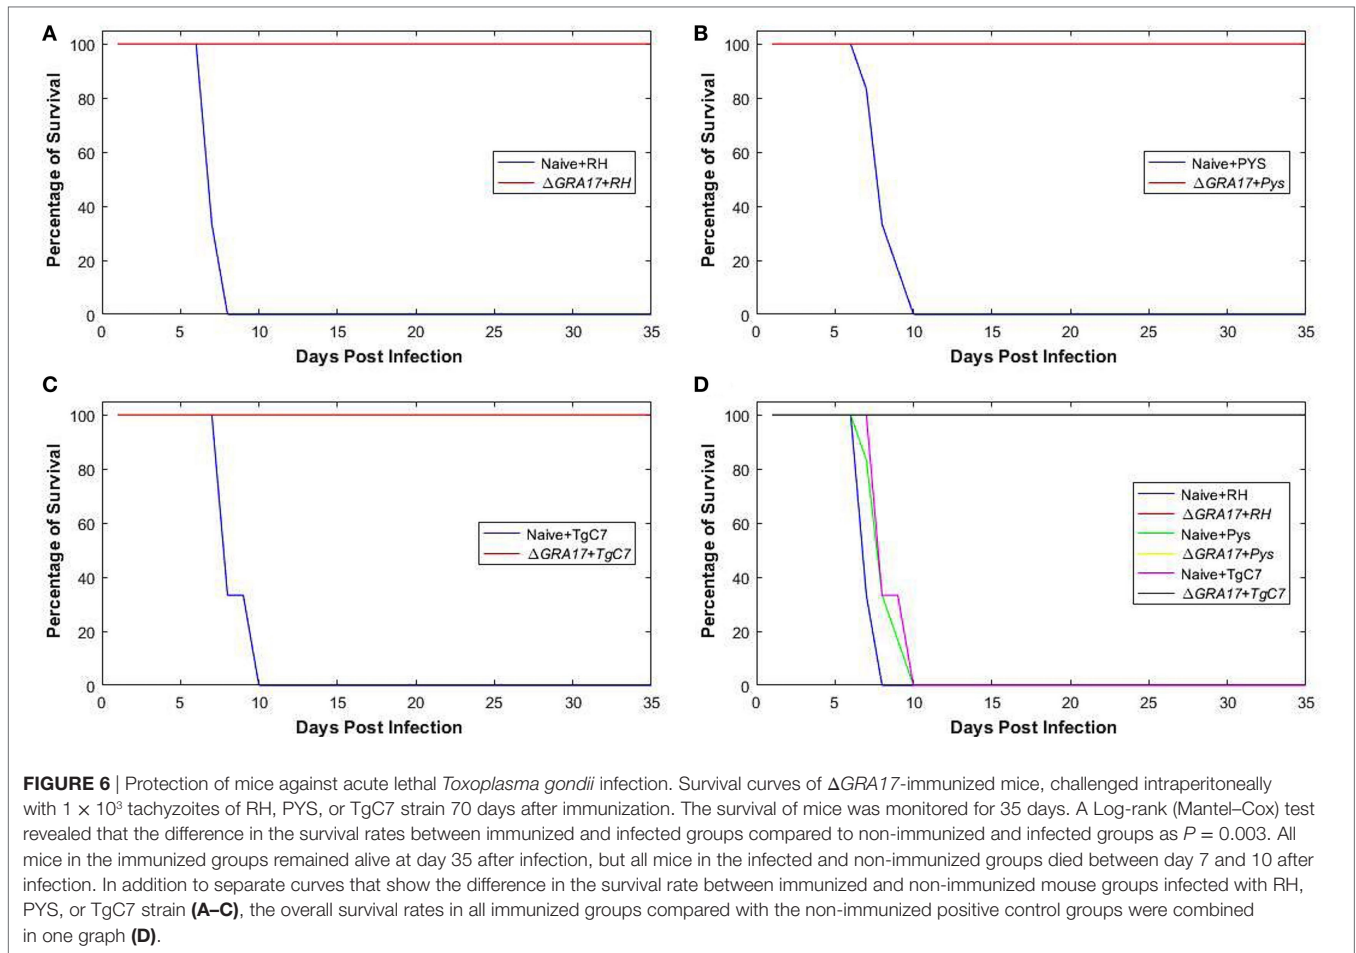 A
Percentage of Survival
100
80
60
40
20
0
0 5 10 15 20 25 30 35
Days Post Infection
Naive+RH
ΔGRA17+RH
B
Percentage of Survival
100
80
60
40
20
0
0 5 10 15 20 25 30 35
Days Post Infection
Naive+PYS
ΔGRA17+Pys
C
Percentage of Survival
100
80
60
40
20
0
0 5 10 15 20 25 30 35
Days Post Infection
Naive+TgC7
ΔGRA17+TgC7
D
Percentage of Survival
100
80
60
40
20
0
0 5 10 15 20 25 30 35
Days Post Infection
Naive+RH
ΔGRA17+RH
Naive+Pys
ΔGRA17+Pys
Naive+TgC7
ΔGRA17+TgC7
FIGURE 6 | Protection of mice against acute lethal Toxoplasma gondii infection. Survival curves of ΔGRA17-immunized mice, challenged intraperitoneally
with 1 × 10³ tachyzoites of RH, PYS, or TgC7 strain 70 days after immunization. The survival of mice was monitored for 35 days. A Log-rank (Mantel–Cox) test
revealed that the difference in the survival rates between immunized and infected groups compared to non-immunized and infected groups as P = 0.003. All
mice in the immunized groups remained alive at day 35 after infection, but all mice in the infected and non-immunized groups died between day 7 and 10 after
infection. In addition to separate curves that show the difference in the survival rate between immunized and non-immunized mouse groups infected with RH,
PYS, or TgC7 strain (A–C), the overall survival rates in all immunized groups compared with the non-immunized positive control groups were combined
in one graph (D).